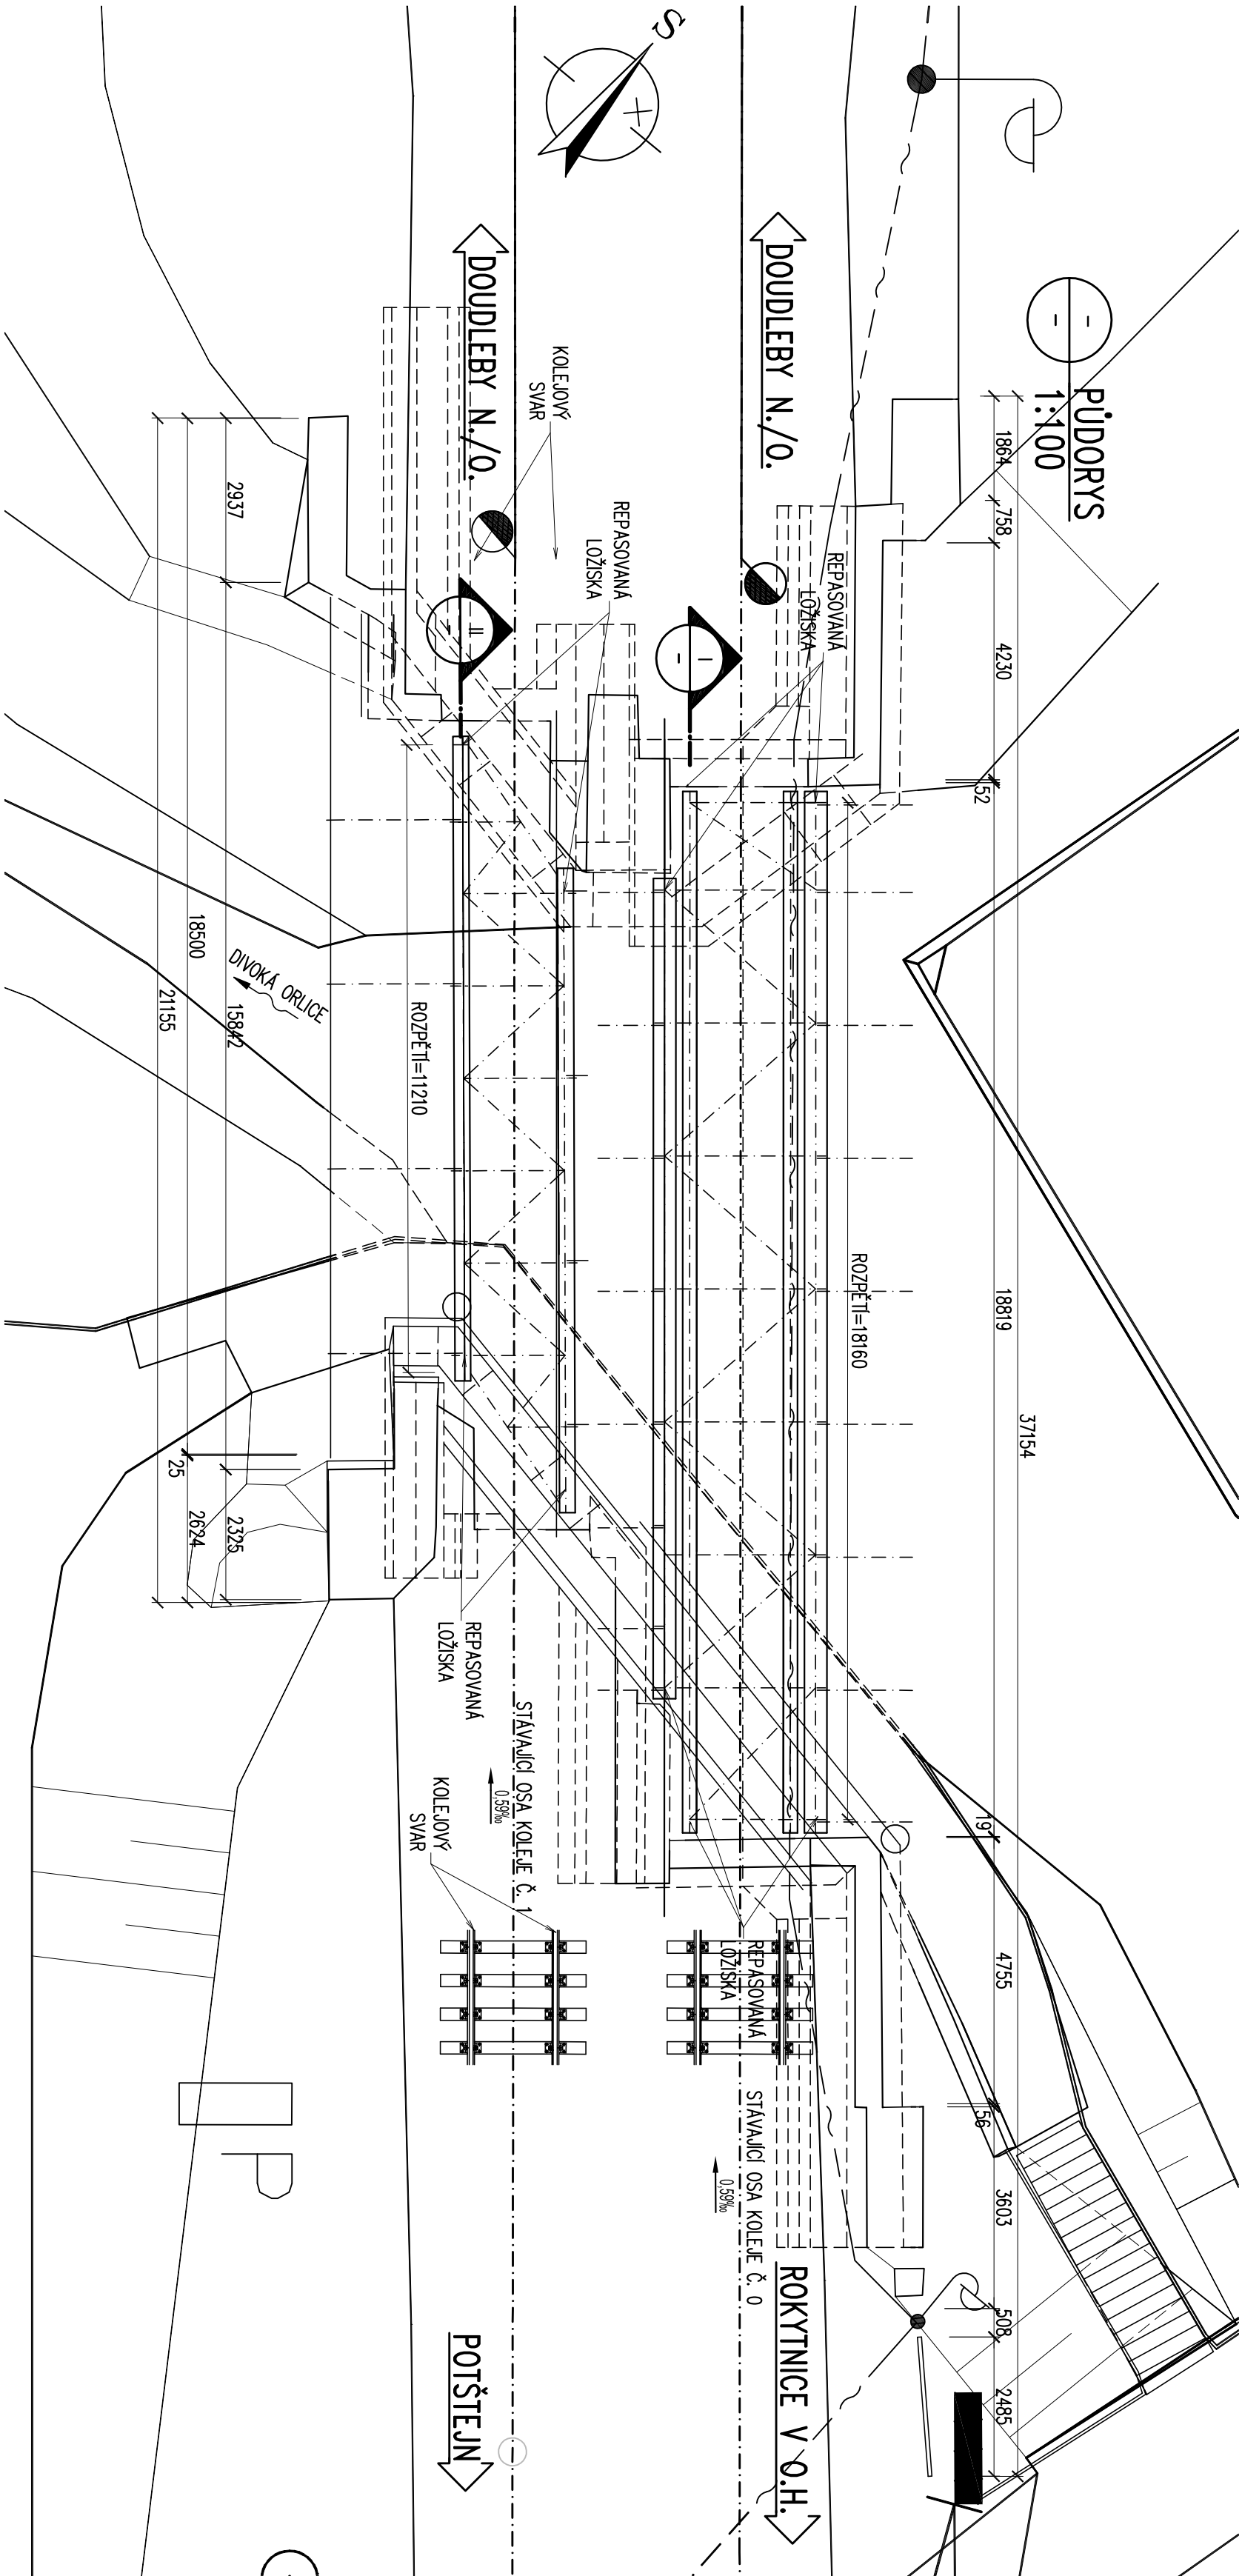 S
PŮDORYS
1:100
37154
1864
758
4230
52
18819
19
4755
56
3603
508
2485
DOUDLEBY N./O.
DOUDLEBY N./O.
ROKYTNICE V O.H.
POTŠTEJN
KOLEJOVÝ
SVAR
REPASOVANÁ
LOŽISKA
REPASOVANÁ
LOŽISKA
I
II
ROZPĚTÍ=18160
ROZPĚTÍ=11210
DIVOKÁ ORLICE
STÁVAJÍCÍ OSA KOLEJE Č. 0
0,59‰
STÁVAJÍCÍ OSA KOLEJE Č. 1
0,59‰
REPASOVANÁ
LOŽISKA
REPASOVANÁ
LOŽISKA
KOLEJOVÝ
SVAR
2937
15842
2325
18500
25
2624
21155
P